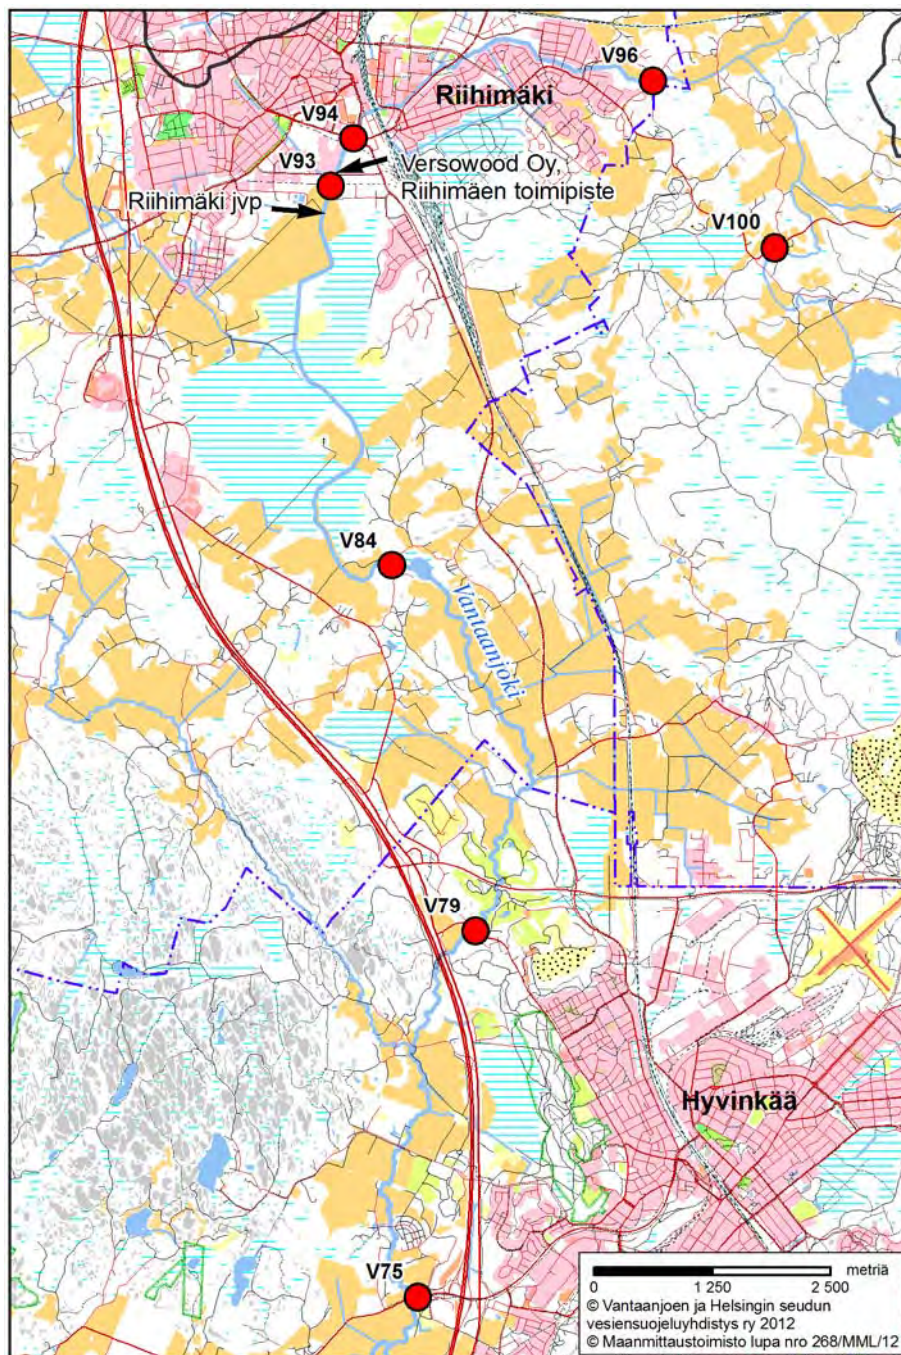 V96
Riihimäki
V94
V93
Versowood Oy,
Riihimäen toimipiste
Riihimäki jvp
V100
V84
Vantaanjoki
V79
Hyvinkää
V75
metriä
0 1 250 2 500
© Vantaanjoen ja Helsingin seudun
vesiensuojeluyhdistys ry 2012
© Maanmittaustoimisto lupa nro 268/MML/12